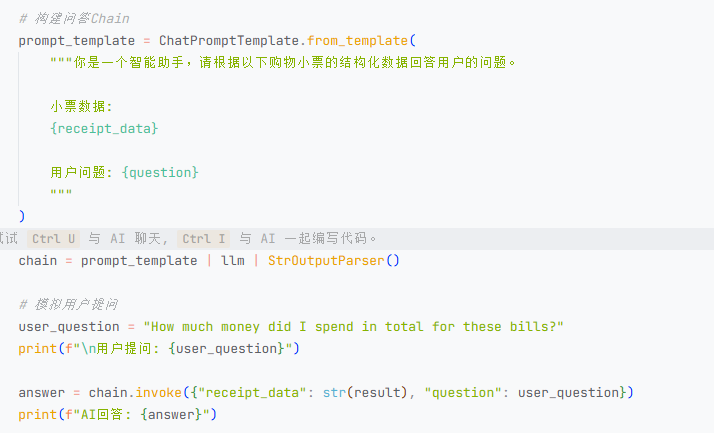 # 构建问答Chain
prompt_template = ChatPromptTemplate.from_template(
"""你是一个智能助手，请根据以下购物小票的结构化数据回答用户的问题。
小票数据:
{receipt_data}
用户问题: {question}
"""
)
试试 Ctrl U 与 AI 聊天, Ctrl I 与 AI 一起编写代码。
chain = prompt_template | llm | StrOutputParser()
# 模拟用户提问
user_question = "How much money did I spend in total for these bills?"
print(f"\n用户提问: {user_question}")
answer = chain.invoke({"receipt_data": str(result), "question": user_question})
print(f"AI回答: {answer}")